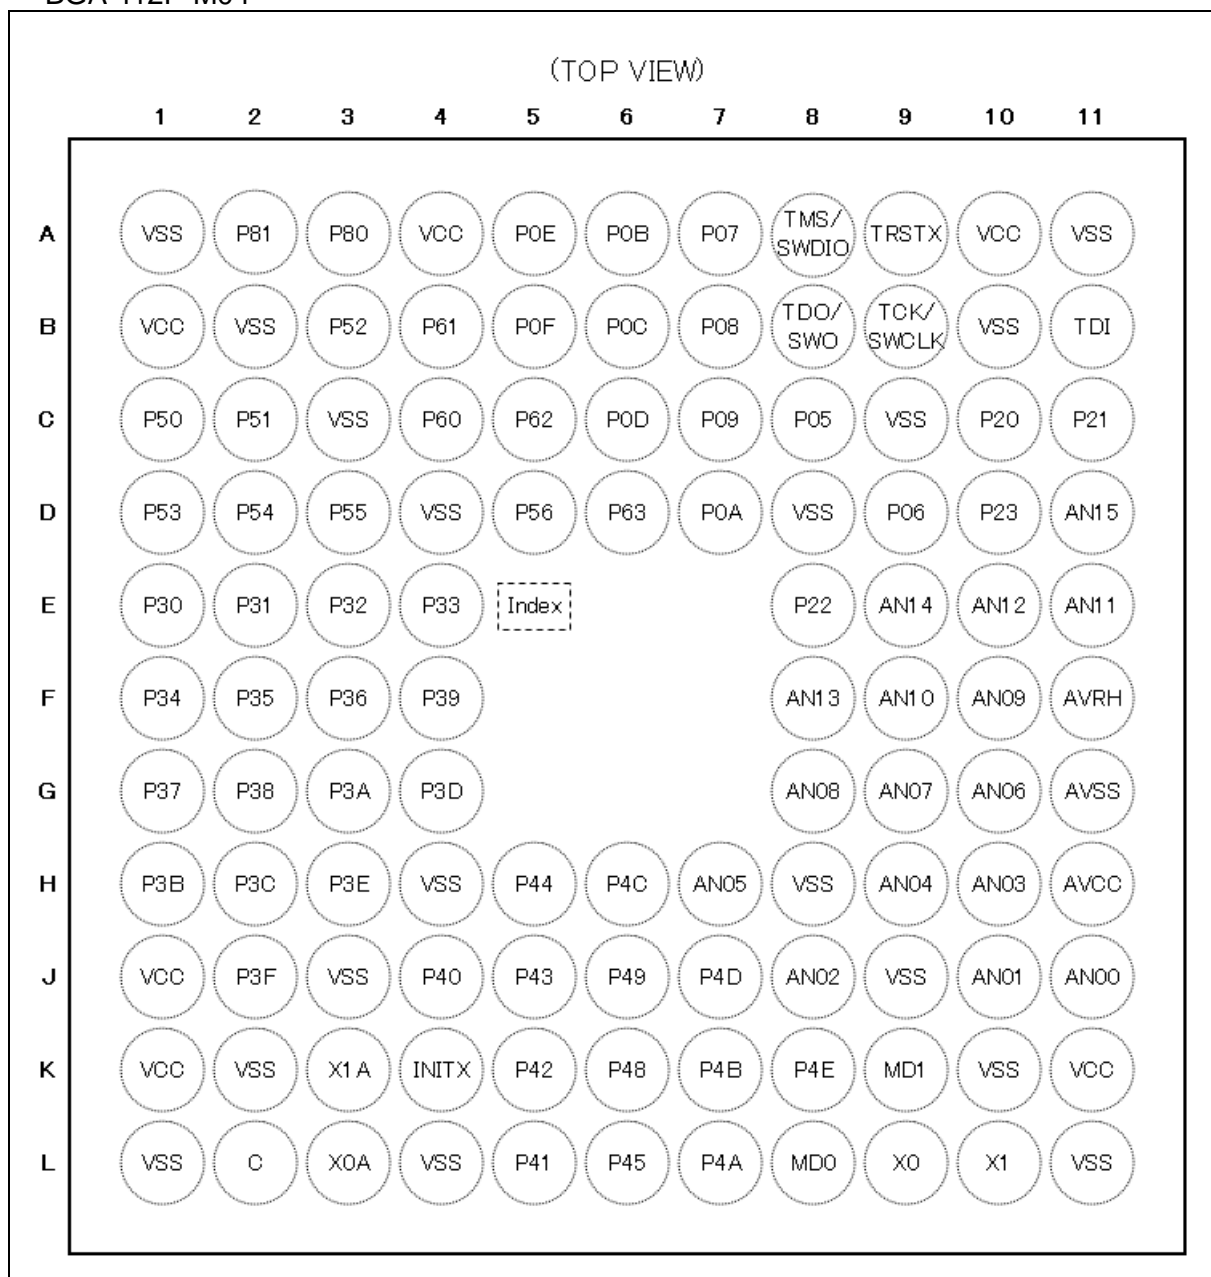 BGA-112P-M04
(TOP VIEW)
1 2 3 4 5 6 7 8 9 10 11
A VSS P81 P80 VCC P0E P0B P07 TMS/SWDIO TRSTX VCC VSS
B VCC VSS P52 P61 P0F P0C P08 TDO/SWO TCK/SWCLK VSS TDI
C P50 P51 VSS P60 P62 P0D P09 P05 VSS P20 P21
D P53 P54 P55 VSS P56 P63 P0A VSS P06 P23 AN15
E P30 P31 P32 P33 Index P22 AN14 AN12 AN11
F P34 P35 P36 P39 AN13 AN10 AN09 AVRH
G P37 P38 P3A P3D AN08 AN07 AN06 AVSS
H P3B P3C P3E VSS P44 P4C AN05 VSS AN04 AN03 AVCC
J VCC P3F VSS P40 P43 P49 P4D AN02 VSS AN01 AN00
K VCC VSS X1A INITX P42 P48 P4B P4E MD1 VSS VCC
L VSS C X0A VSS P41 P45 P4A MD0 X0 X1 VSS